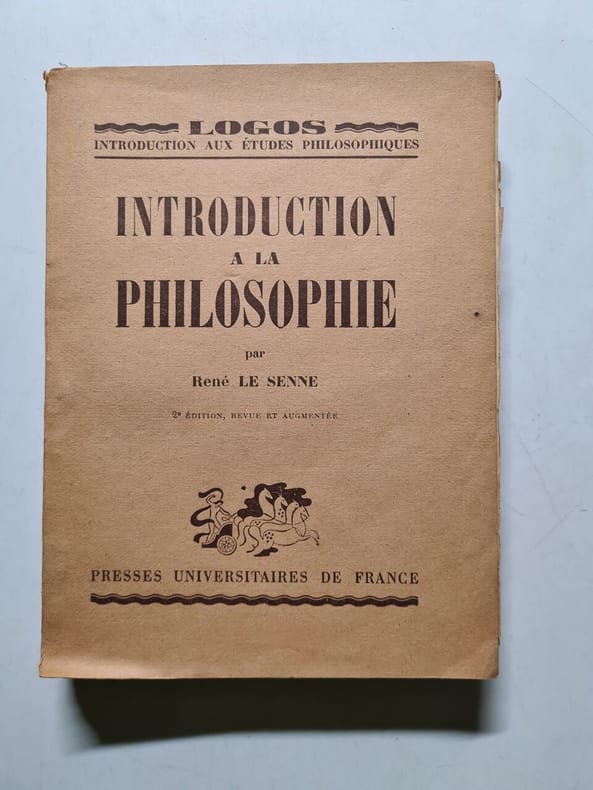 LOGOS
INTRODUCTION AUX ÉTUDES PHILOSOPHIQUES
INTRODUCTION
A LA
PHILOSOPHIE
par
René LE SENNE
2e ÉDITION, REVUE ET AUGMENTÉE
PRESSES UNIVERSITAIRES DE FRANCE